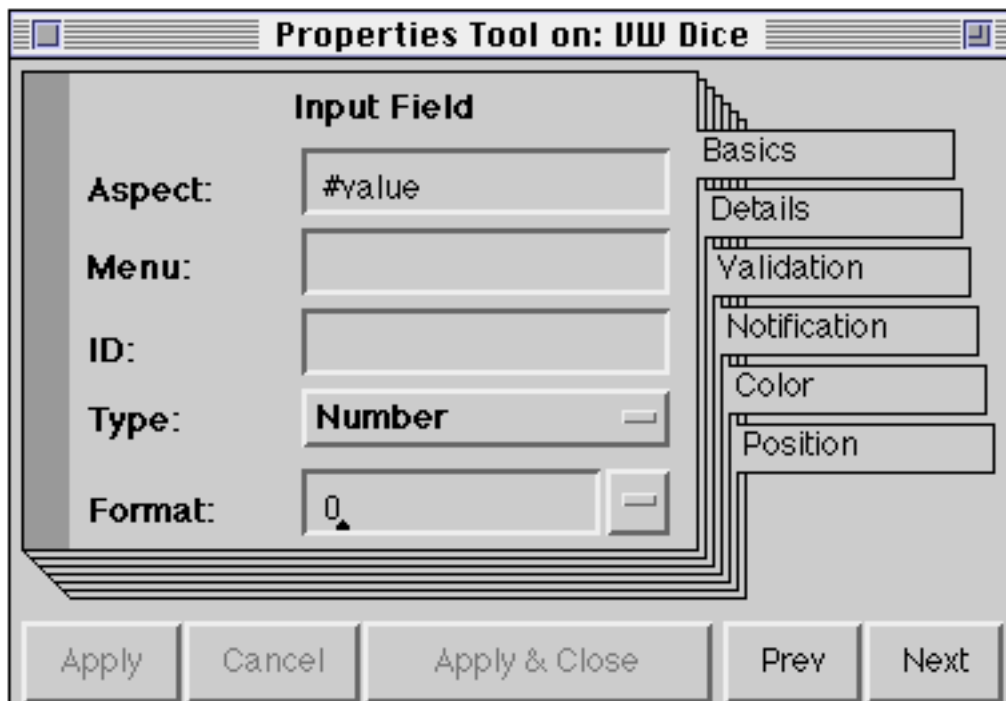 Properties Tool on: VW Dice
Input Field
Basics
Aspect: #value
Details
Menu:
Validation
Notification
ID:
Color
Type: Number
Position
Format: 0
Apply Cancel Apply & Close Prev Next